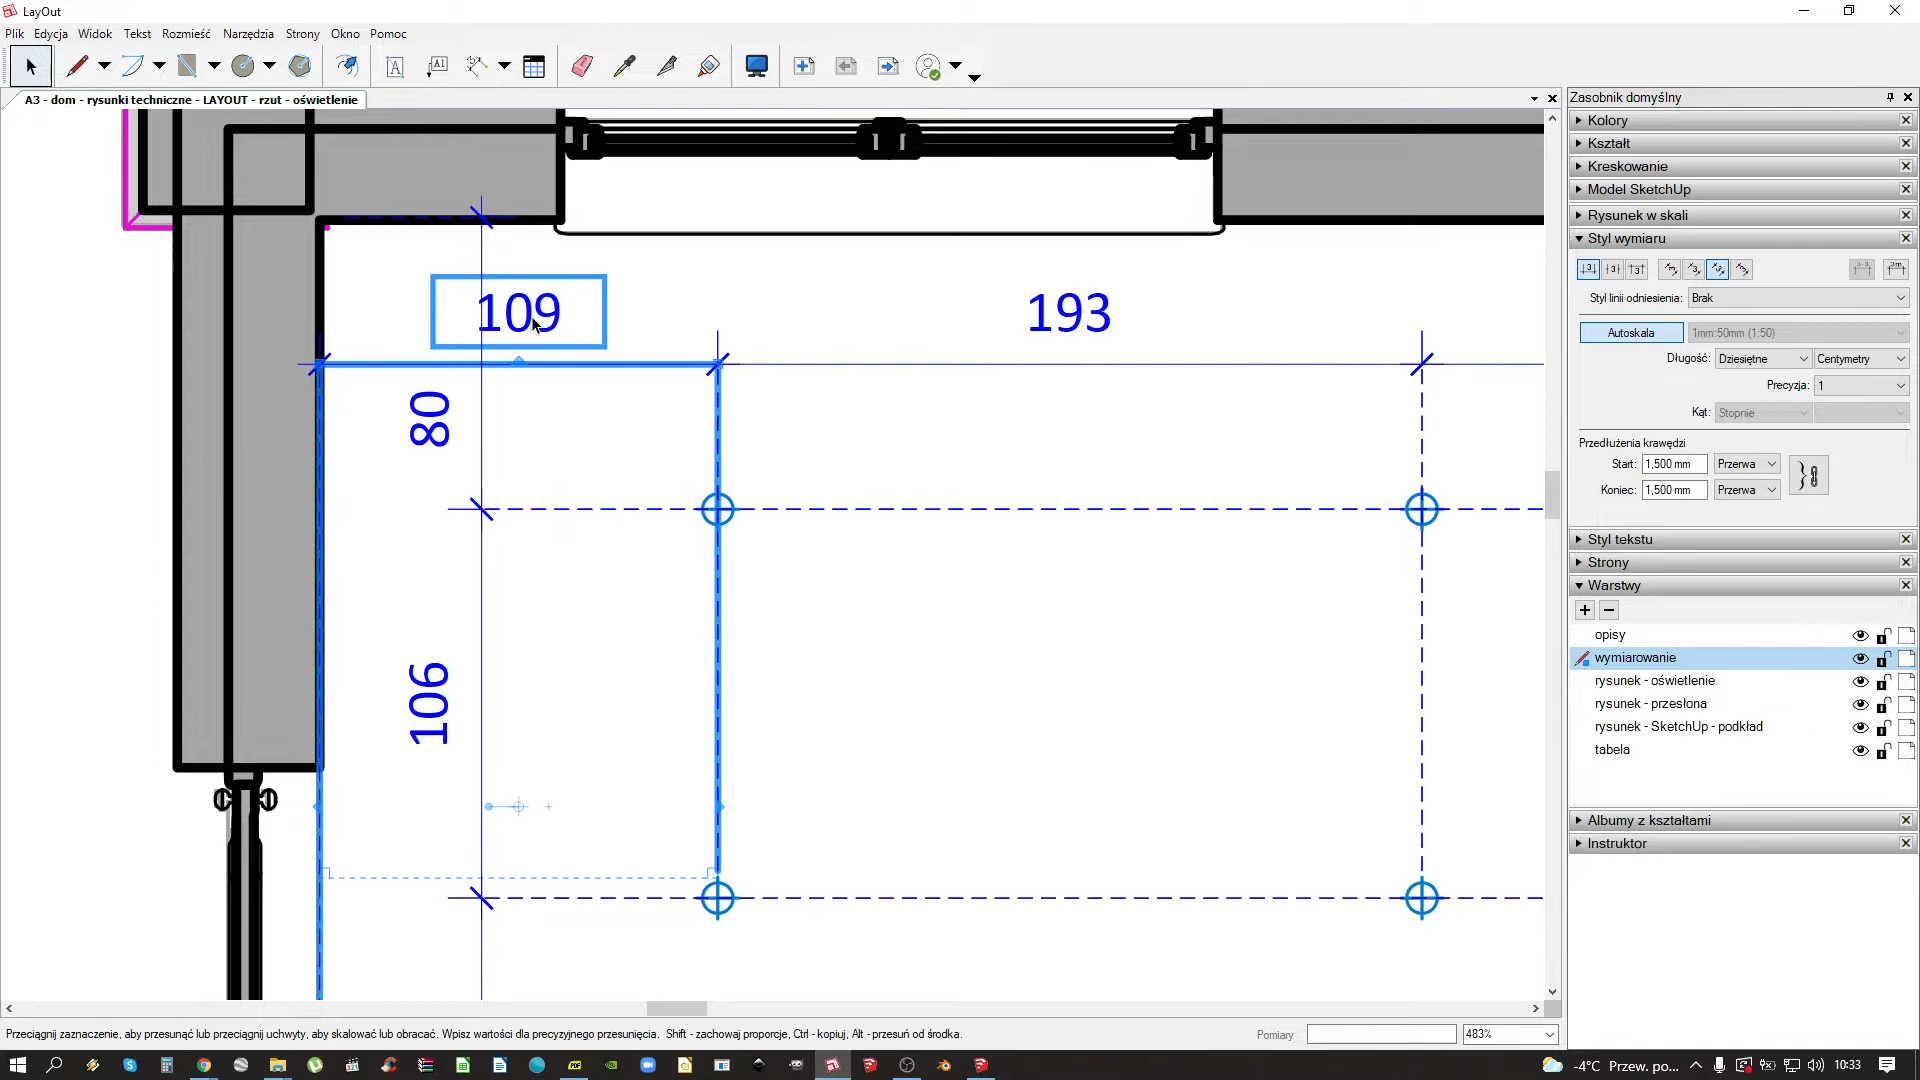 LayOut
Plik Edycja Widok Tekst Rozmieść Narzędzia Strony Okno Pomoc
A3 - dom - rysunki techniczne - LAYOUT - rzut - oświetlenie
109
193
80
106
Zasobnik domyślny
Kolory
Kształt
Kreskowanie
Model SketchUp
Rysunek w skali
Styl wymiaru
Styl linii odniesienia: Brak
Autoskala 1mm:50mm (1:50)
Długość: Dziesiętne Centymetry
Precyzja: 1
Kąt: Stopnie
Przedłużenia krawędzi
Start: 1,500 mm Przerwa
Koniec: 1,500 mm Przerwa
Styl tekstu
Strony
Warstwy
opisy
wymiarowanie
rysunek - oświetlenie
rysunek - przesłona
rysunek - SketchUp - podkład
tabela
Albumy z kształtami
Instruktor
Przeciągnij zaznaczenie, aby przesunąć lub przeciągnij uchwyty, aby skalować lub obracać. Wpisz wartości dla precyzyjnego przesunięcia. Shift - zachowaj proporcje, Ctrl - kopiuj, Alt - przesuń od środka.
Pomiary 483%
-4°C Przew. po... 10:33